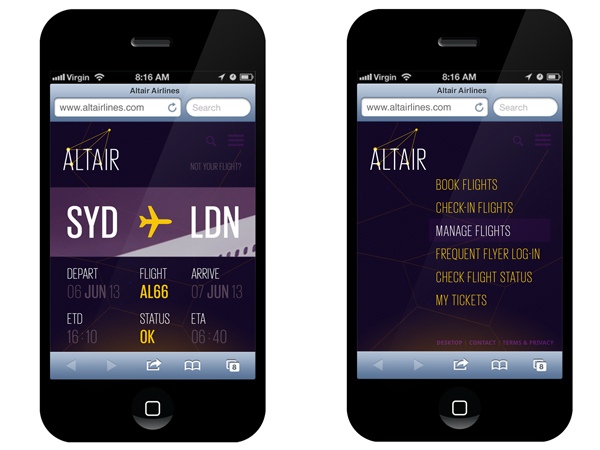 Virgin 8:16 AM
Altair Airlines
www.altairlines.com Search
ALTAIR
NOT YOUR FLIGHT?
SYD LDN
DEPART FLIGHT ARRIVE
06 JUN 13 AL66 07 JUN 13
ETD STATUS ETA
16:10 OK 06:40
8
Virgin 8:16 AM
Altair Airlines
www.altairlines.com Search
ALTAIR
BOOK FLIGHTS
CHECK-IN FLIGHTS
MANAGE FLIGHTS
FREQUENT FLYER LOG-IN
CHECK FLIGHT STATUS
MY TICKETS
DESKTOP | CONTACT | TERMS & PRIVACY
8